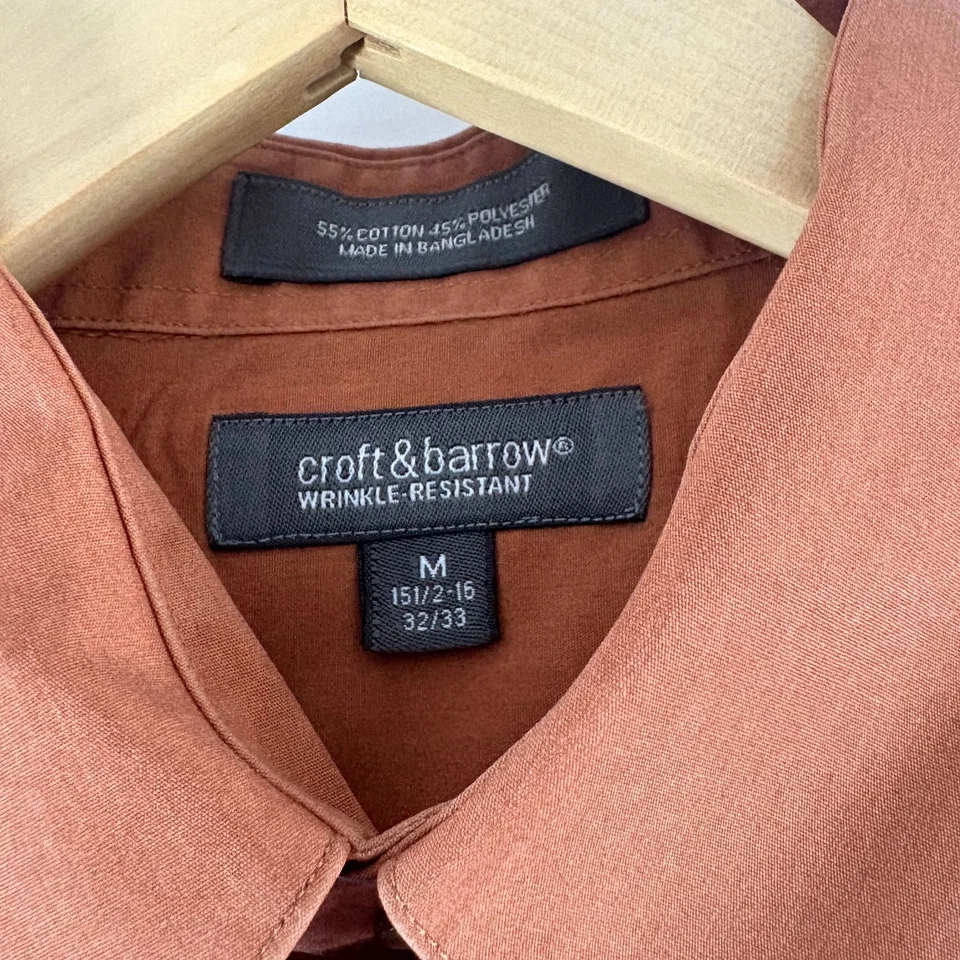 55% COTTON 45% POLYESTER
MADE IN BANGLADESH
croft&barrow®
WRINKLE-RESISTANT
M
151/2-16
32/33